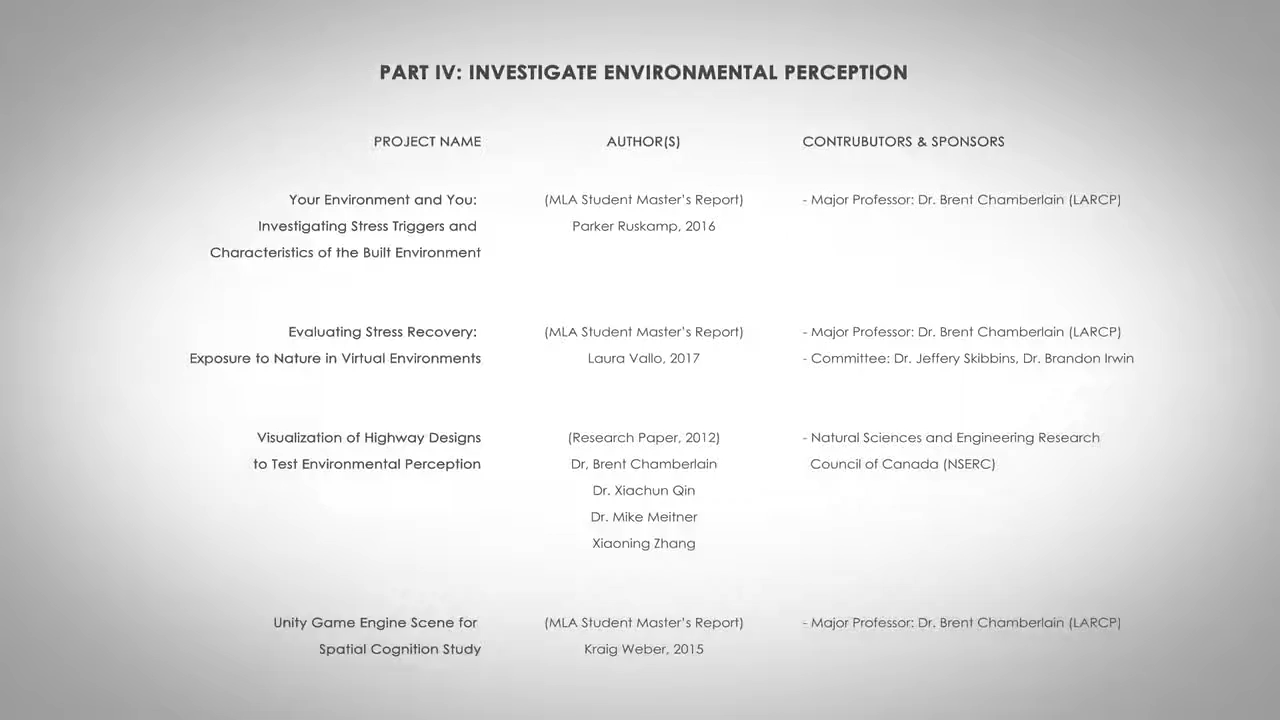 PART IV: INVESTIGATE ENVIRONMENTAL PERCEPTION
PROJECT NAME
AUTHOR(S)
CONTRUBUTORS & SPONSORS
Your Environment and You:
Investigating Stress Triggers and
Characteristics of the Built Environment
(MLA Student Master's Report)
Parker Ruskamp, 2016
- Major Professor: Dr. Brent Chamberlain (LARCP)
Evaluating Stress Recovery:
Exposure to Nature in Virtual Environments
(MLA Student Master's Report)
Laura Vallo, 2017
- Major Professor: Dr. Brent Chamberlain (LARCP)
- Committee: Dr. Jeffery Skibbins, Dr. Brandon Irwin
Visualization of Highway Designs
to Test Environmental Perception
(Research Paper, 2012)
Dr, Brent Chamberlain
Dr. Xiachun Qin
Dr. Mike Meitner
Xiaoning Zhang
- Natural Sciences and Engineering Research
Council of Canada (NSERC)
Unity Game Engine Scene for
Spatial Cognition Study
(MLA Student Master's Report)
Kraig Weber, 2015
- Major Professor: Dr. Brent Chamberlain (LARCP)